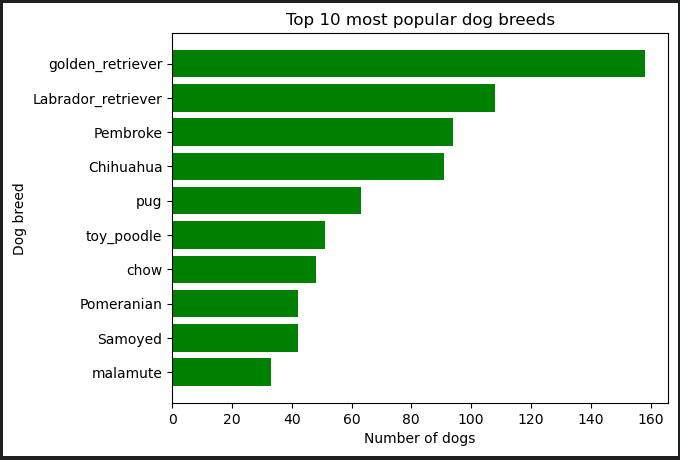 Top 10 most popular dog breeds
golden_retriever
Labrador_retriever
Pembroke
Chihuahua
pug
toy_poodle
chow
Pomeranian
Samoyed
malamute
Dog breed
0 20 40 60 80 100 120 140 160
Number of dogs